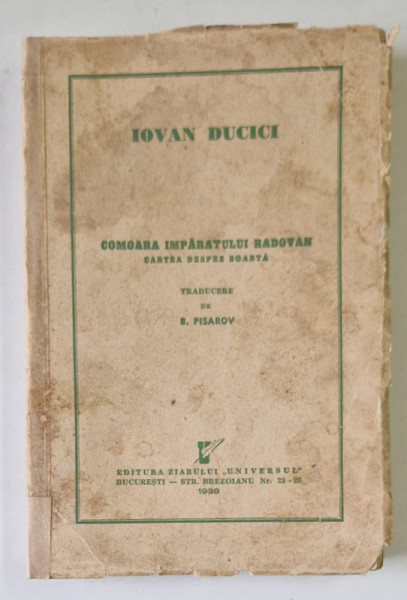 IOVAN DUCICI
COMOARA IMPĂRATULUI RADOVAN
CARTEA DESPRE SOARTĂ
TRADUCERE
DE
B. PISAROV
EDITURA ZIARULUI „UNIVERSUL"
BUCUREȘTI — STR. BREZOIANU Nr. 23-25
1938